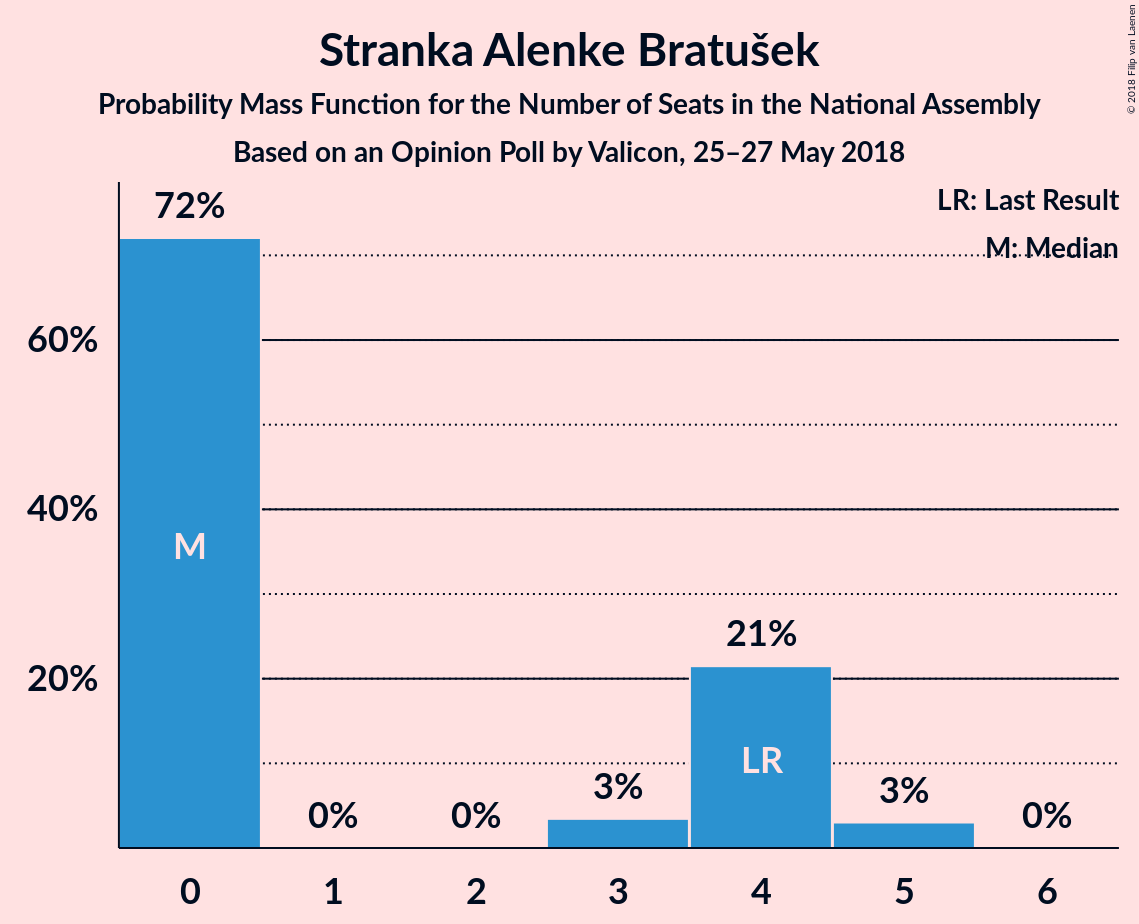 Stranka Alenke Bratušek
Probability Mass Function for the Number of Seats in the National Assembly
Based on an Opinion Poll by Valicon, 25–27 May 2018
© 2018 Filip van Laenen
LR: Last Result
M: Median
72%
60%
40%
20%
M
0%
0%
3%
21%
LR
3%
0%
0 1 2 3 4 5 6